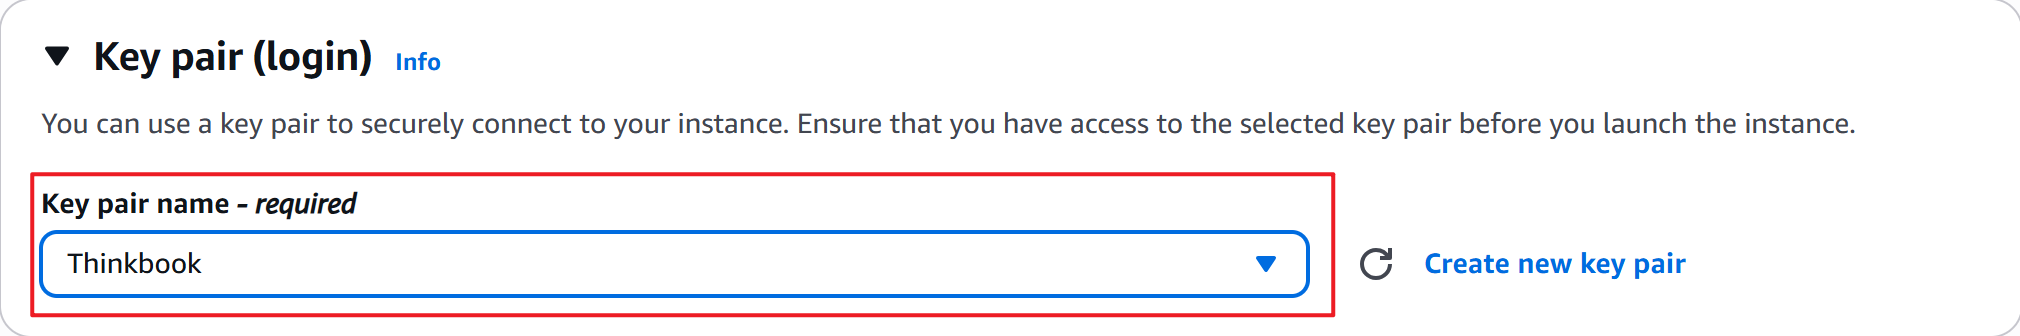 Key pair (login) Info
You can use a key pair to securely connect to your instance. Ensure that you have access to the selected key pair before you launch the instance.
Key pair name - required
Thinkbook
Create new key pair